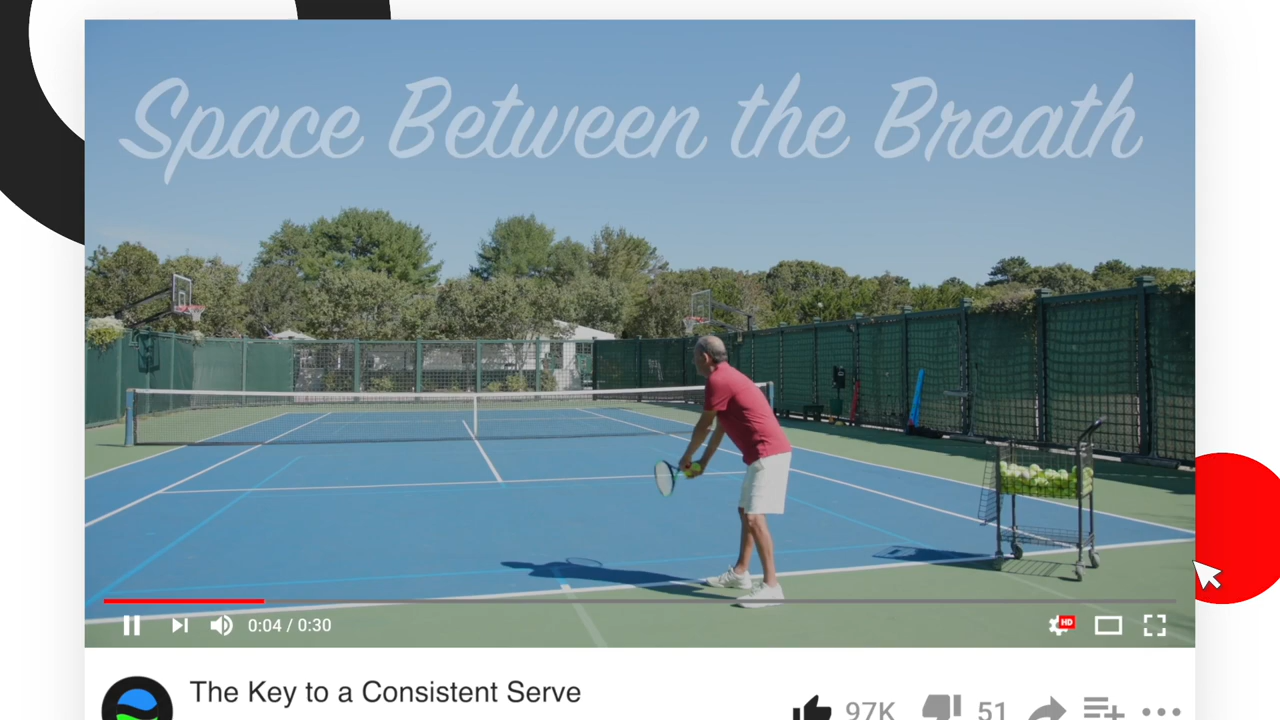 Space Between the Breath
0:04 / 0:30
HD
The Key to a Consistent Serve
97K
51